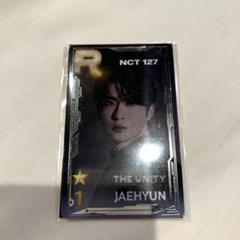 R
NCT 127
THE UNITY
1
JAEHYUN